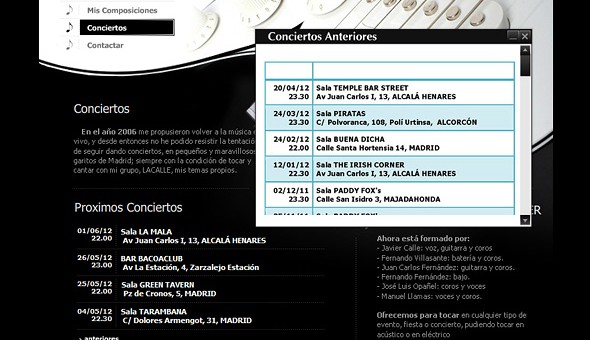 Mis Composiciones
Conciertos
Contactar
Conciertos Anteriores
20/04/12 Sala TEMPLE BAR STREET
23.30 Av Juan Carlos I, 13, ALCALÁ HENARES
24/03/12 Sala PIRATAS
23.30 C/ Polvoranca, 108, Polí Urtinsa, ALCORCÓN
24/02/12 Sala BUENA DICHA
22.00 Calle Santa Hortensia 14, MADRID
12/01/12 Sala THE IRISH CORNER
22.30 Av Juan Carlos I, 13, ALCALÁ HENARES
02/12/11 Sala PADDY FOX's
23.30 Calle San Isidro 3, MAJADAHONDA
Conciertos
En el año 2006 me propusieron volver a la música
vivo, y desde entonces no he podido resistir la tentació
de seguir dando conciertos, en pequeños y maravillosos
garitos de Madrid; siempre con la condición de tocar y
cantar con mi grupo, LACALLE, mis temas propios.
Proximos Conciertos
01/06/12 Sala LA MALA
22.00 Av Juan Carlos I, 13, ALCALÁ HENARES
26/05/12 BAR BACOACLUB
23.30 Av La Estación, 4, Zarzalejo Estación
25/05/12 Sala GREEN TAVERN
22.00 Pz de Cronos, 5, MADRID
04/05/12 Sala TARAMBANA
22.30 C/ Dolores Armengot, 31, MADRID
› anteriores
ER
Ahora está formado por:
- Javier Calle: voz, guitarra y coros
- Fernando Villasante: batería y coros.
- Juan Carlos Fernández: guitarra y coros.
- Fernando Fernández: bajo.
- José Luis Opañel: coros y voces
- Manuel Llamas: voces y coros.
Ofrecemos para tocar en cualquier tipo de
evento, fiesta o concierto, pudiendo tocar en
acústico o en eléctrico